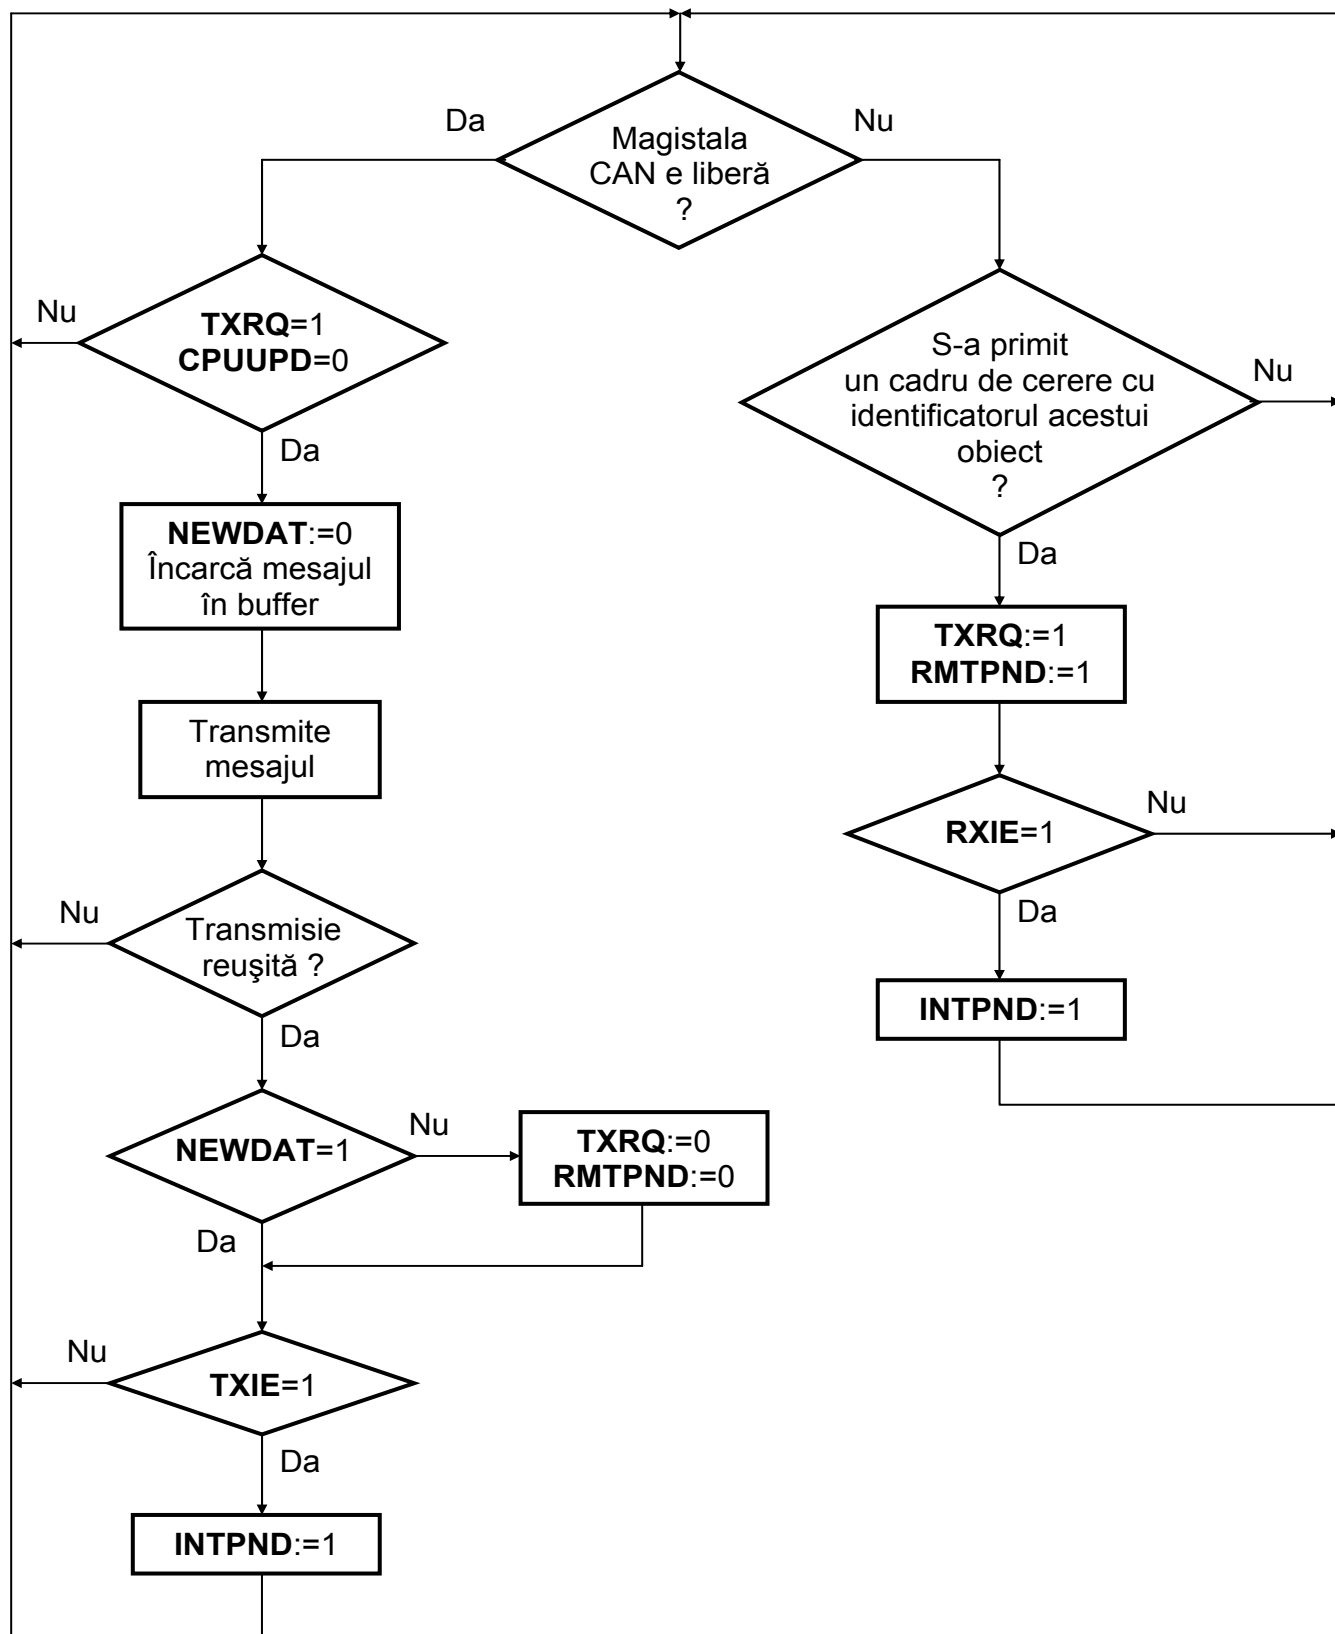 Da
Nu
Magistala
CAN e liberă
?
Nu
TXRQ=1
CPUUPD=0
Da
S-a primit
un cadru de cerere cu
identificatorul acestui
obiect
?
Nu
Da
NEWDAT:=0
Încarcă mesajul
în buffer
TXRQ:=1
RMTPND:=1
Transmite
mesajul
RXIE=1
Nu
Da
Nu
Transmisie
reuşită ?
Da
INTPND:=1
NEWDAT=1
Nu
TXRQ:=0
RMTPND:=0
Da
Nu
TXIE=1
Da
INTPND:=1